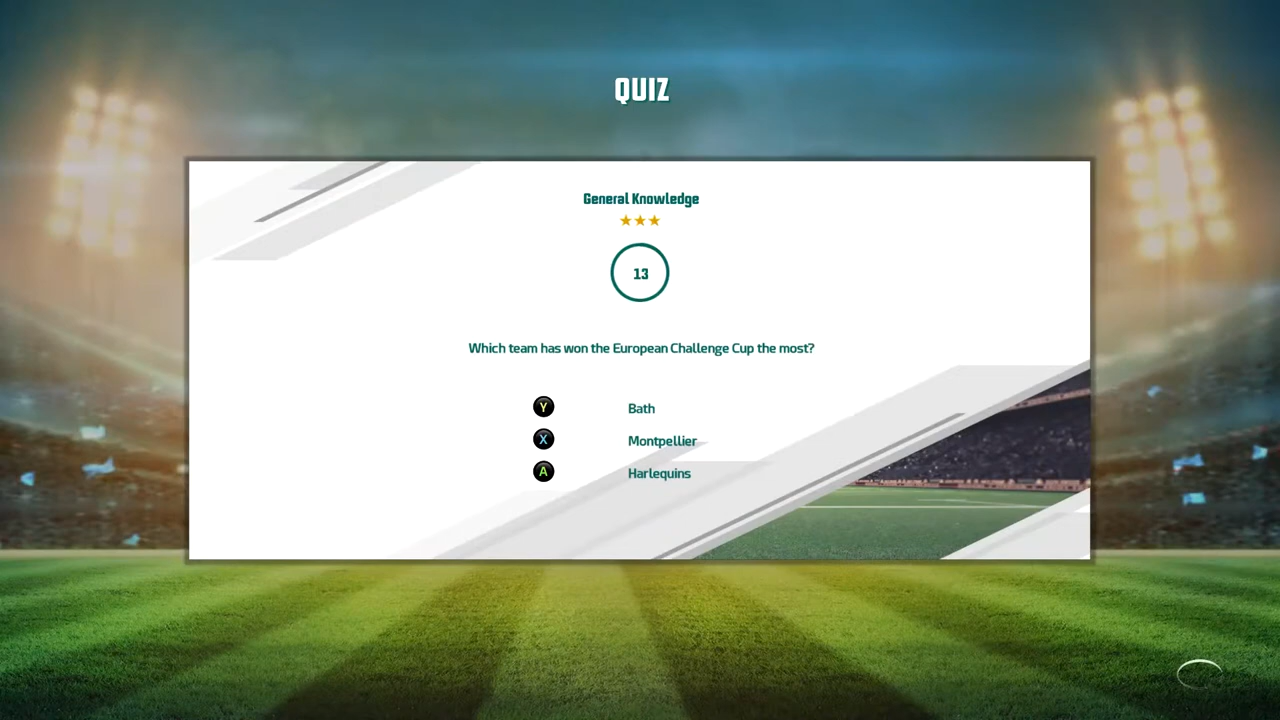 QUIZ
General Knowledge
13
Which team has won the European Challenge Cup the most?
Y Bath
X Montpellier
A Harlequins